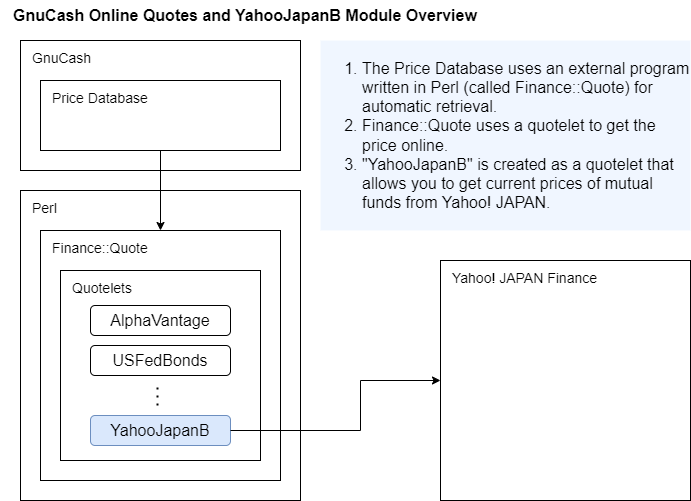 GnuCash Online Quotes and YahooJapanB Module Overview
GnuCash
Price Database
1. The Price Database uses an external program
written in Perl (called Finance::Quote) for
automatic retrieval.
2. Finance::Quote uses a quotelet to get the
price online.
3. "YahooJapanB" is created as a quotelet that
allows you to get current prices of mutual
funds from Yahoo! JAPAN.
Perl
Finance::Quote
Quotelets
AlphaVantage
USFedBonds
⋮
YahooJapanB
Yahoo! JAPAN Finance